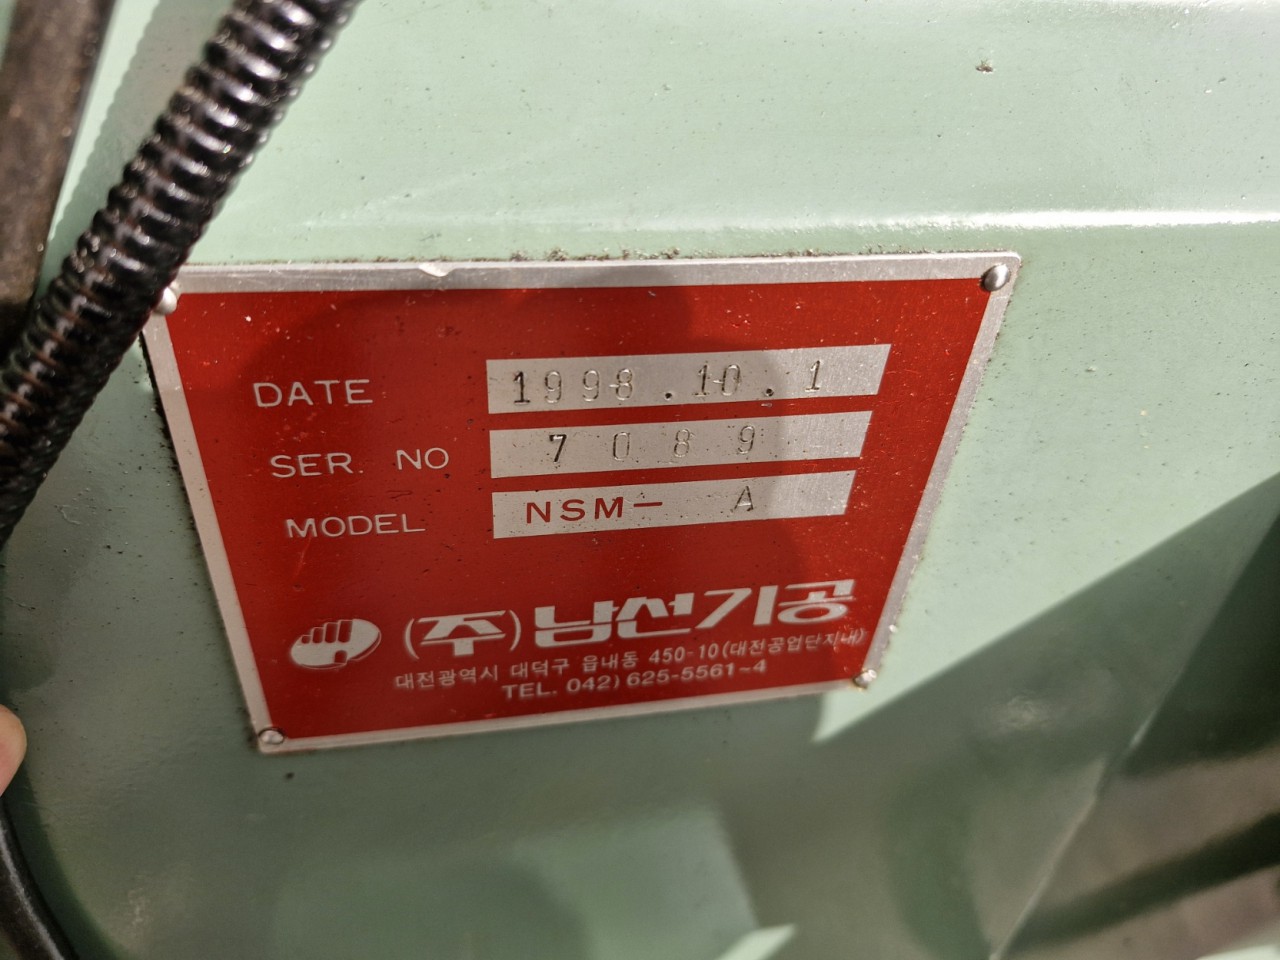 DATE 1998.10.1
SER. NO 7089
MODEL NSM- A
(주)남선기공
대전광역시 대덕구 읍내동 450-10(대전공업단지내)
TEL. 042)625-5561~4